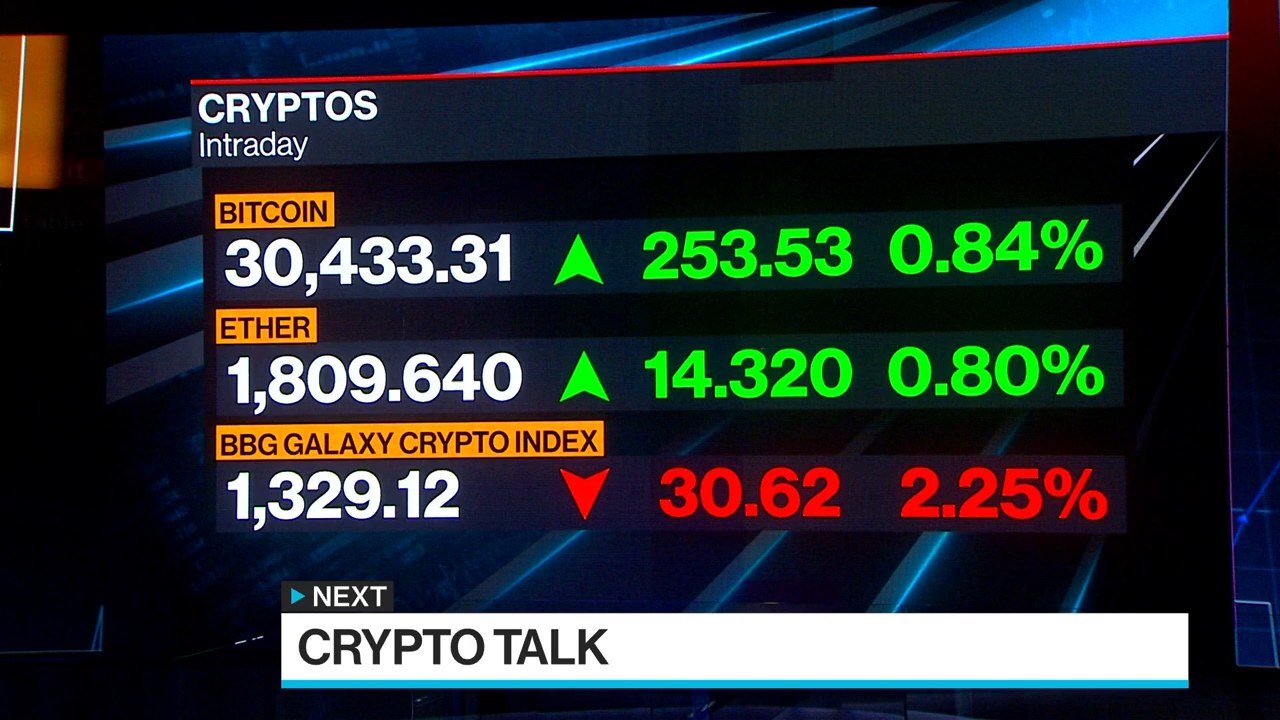 CRYPTOS
Intraday
BITCOIN
30,433.31 ▲ 253.53 0.84%
ETHER
1,809.640 ▲ 14.320 0.80%
BBG GALAXY CRYPTO INDEX
1,329.12 ▼ 30.62 2.25%
▶ NEXT
CRYPTO TALK